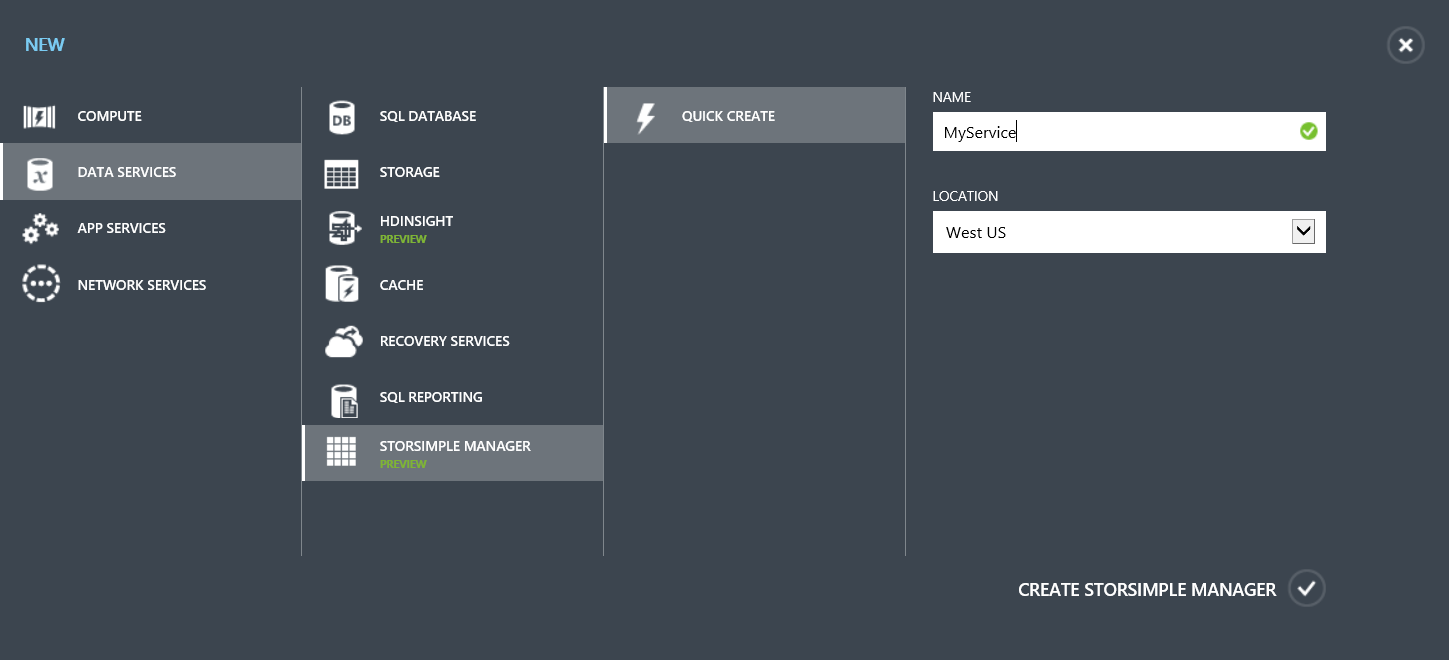 NEW
COMPUTE
DATA SERVICES
APP SERVICES
NETWORK SERVICES
DB
SQL DATABASE
STORAGE
HDINSIGHT
PREVIEW
CACHE
RECOVERY SERVICES
SQL REPORTING
STORSIMPLE MANAGER
PREVIEW
QUICK CREATE
NAME
MyService
LOCATION
West US
CREATE STORSIMPLE MANAGER
x